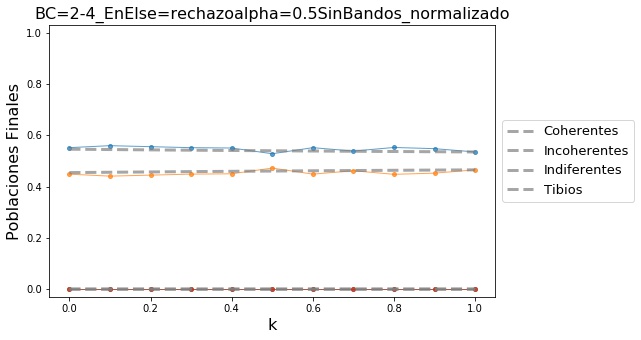 BC=2-4_EnElse=rechazoalpha=0.5SinBandos_normalizado
1.0
0.8
0.6
0.4
0.2
0.0
Poblaciones Finales
0.0 0.2 0.4 0.6 0.8 1.0
k
Coherentes
Incoherentes
Indiferentes
Tibios